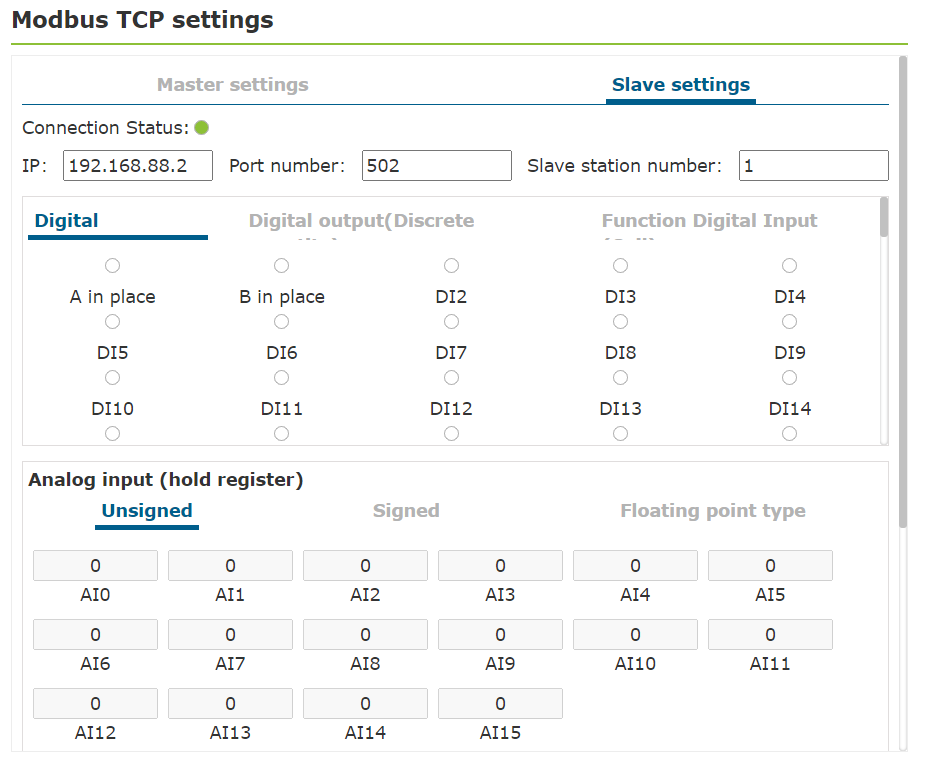 Modbus TCP settings
Master settings Slave settings
Connection Status:
IP: 192.168.88.2 Port number: 502 Slave station number: 1
Digital Digital output(Discrete Function Digital Input
A in place B in place DI2 DI3 DI4
DI5 DI6 DI7 DI8 DI9
DI10 DI11 DI12 DI13 DI14
Analog input (hold register)
Unsigned Signed Floating point type
0 0 0 0 0 0
AI0 AI1 AI2 AI3 AI4 AI5
0 0 0 0 0 0
AI6 AI7 AI8 AI9 AI10 AI11
0 0 0 0
AI12 AI13 AI14 AI15